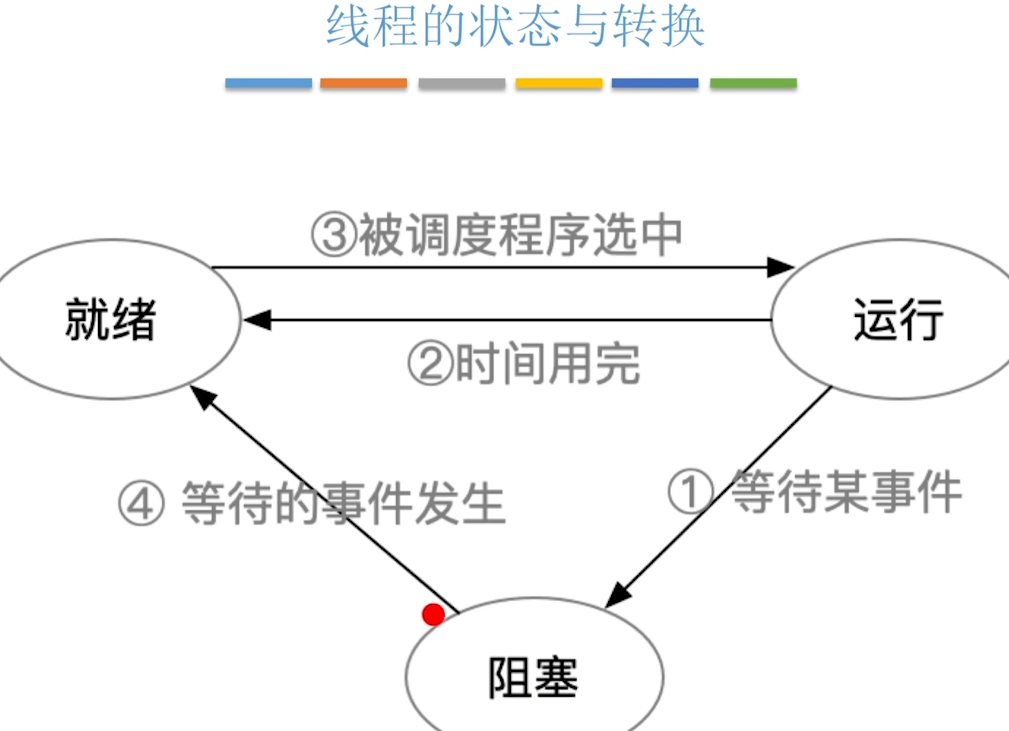 线程的状态与转换
③被调度程序选中
就绪
运行
②时间用完
④ 等待的事件发生
① 等待某事件
阻塞